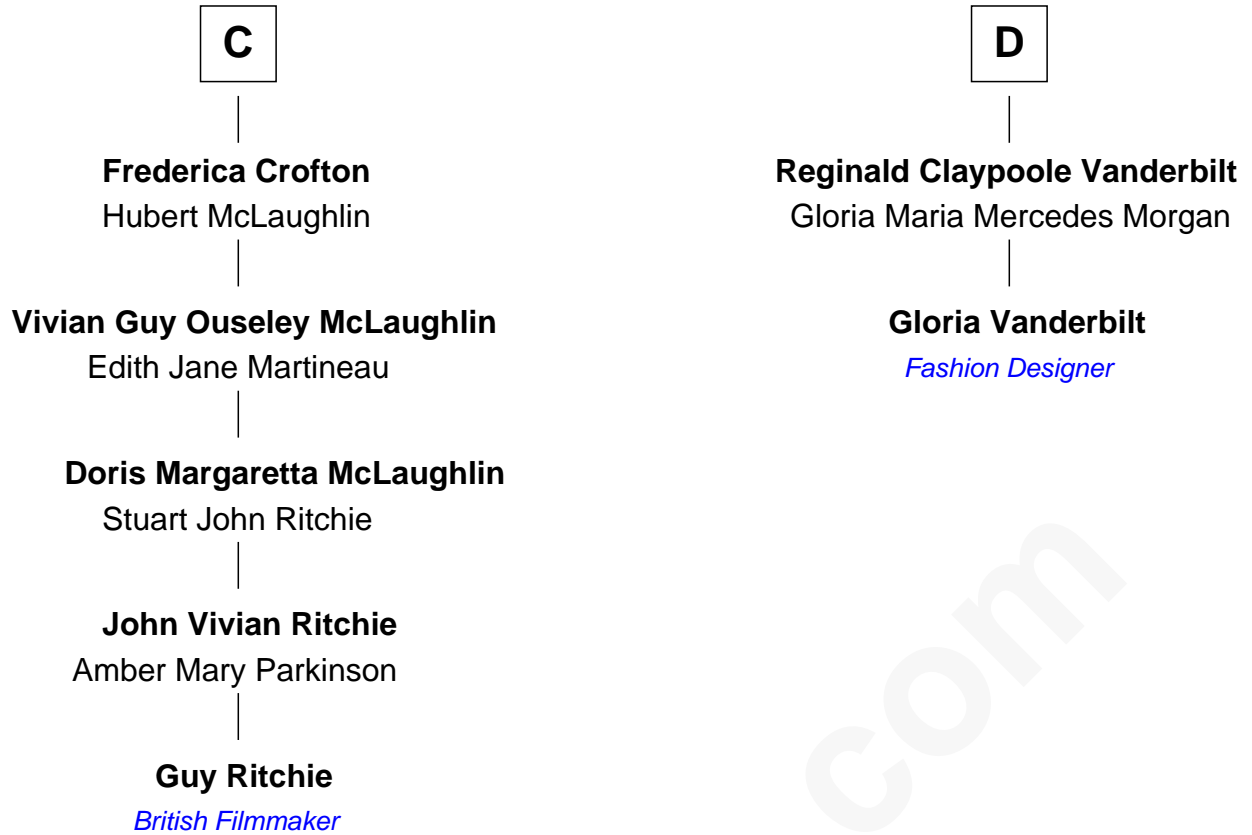 C
Frederica Crofton
Hubert McLaughlin
Vivian Guy Ouseley McLaughlin
Edith Jane Martineau
Doris Margaretta McLaughlin
Stuart John Ritchie
John Vivian Ritchie
Amber Mary Parkinson
Guy Ritchie
British Filmmaker
D
Reginald Claypoole Vanderbilt
Gloria Maria Mercedes Morgan
Gloria Vanderbilt
Fashion Designer
com